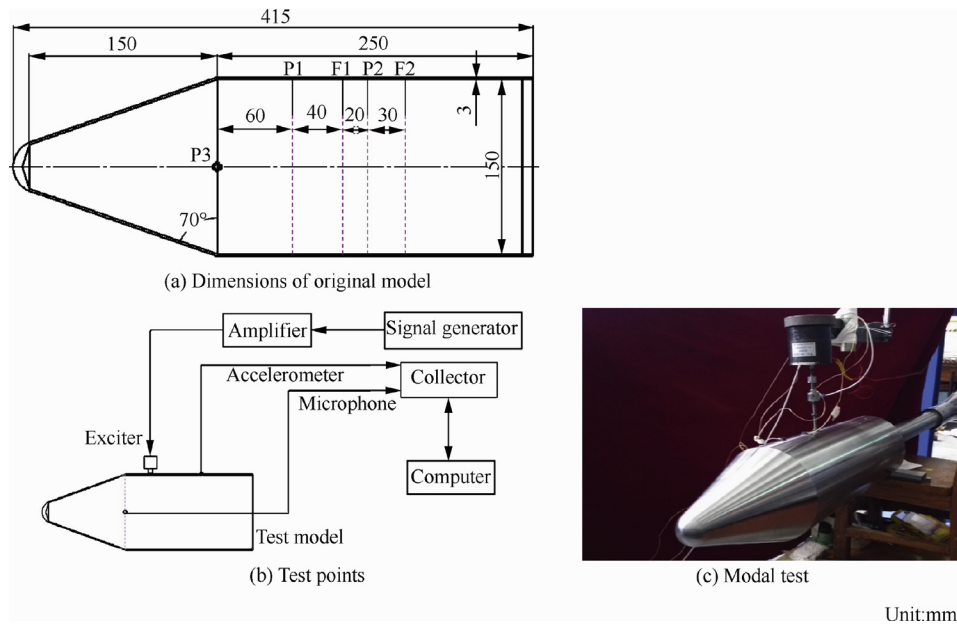 415
150
250
P1
F1
P2
F2
60
40
20
30
3
P3
150
70°
(a) Dimensions of original model
Amplifier
Signal generator
Accelerometer
Collector
Microphone
Exciter
Computer
Test model
(b) Test points
(c) Modal test
Unit:mm